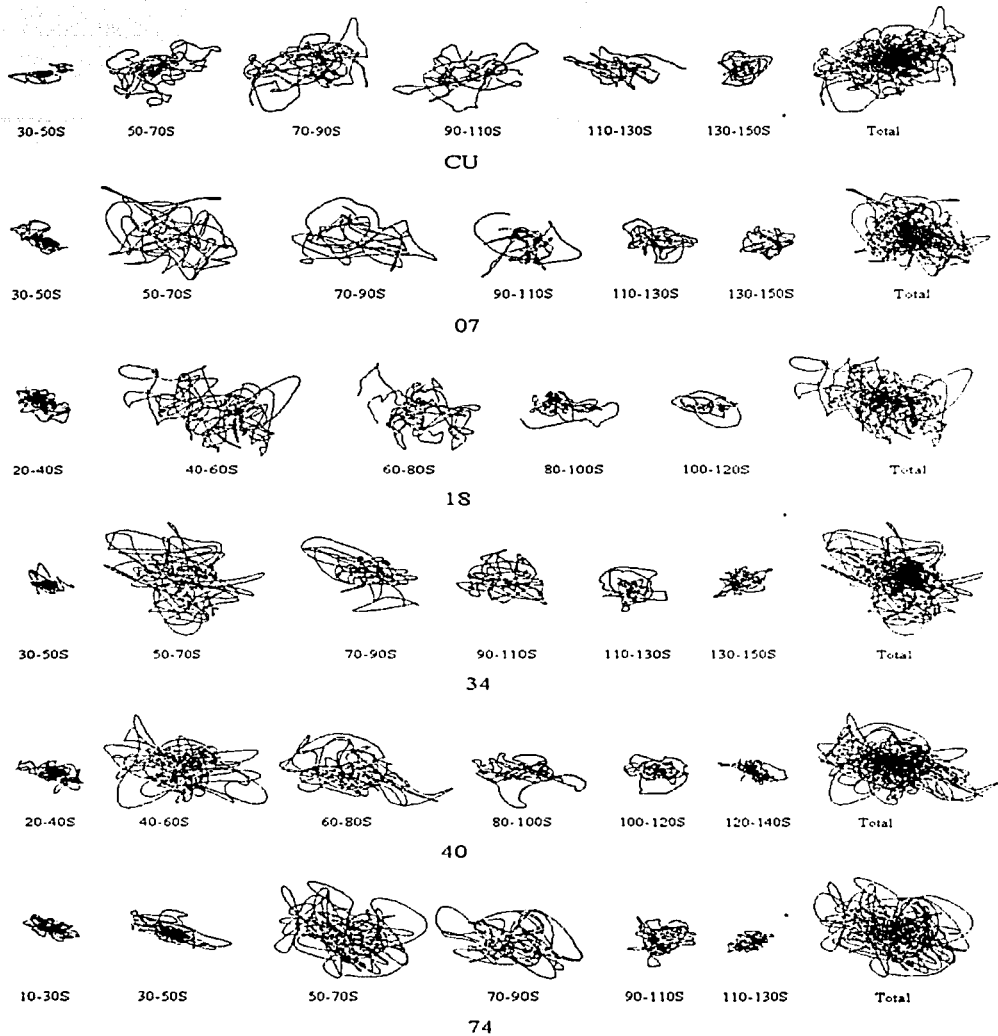 30-50S 50-70S 70-90S 90-110S 110-130S 130-150S Total
CU
30-50S 50-70S 70-90S 90-110S 110-130S 130-150S Total
07
20-40S 40-60S 60-80S 80-100S 100-120S Total
18
30-50S 50-70S 70-90S 90-110S 110-130S 130-150S Total
34
20-40S 40-60S 60-80S 80-100S 100-120S 120-140S Total
40
10-30S 30-50S 50-70S 70-90S 90-110S 110-130S Total
74